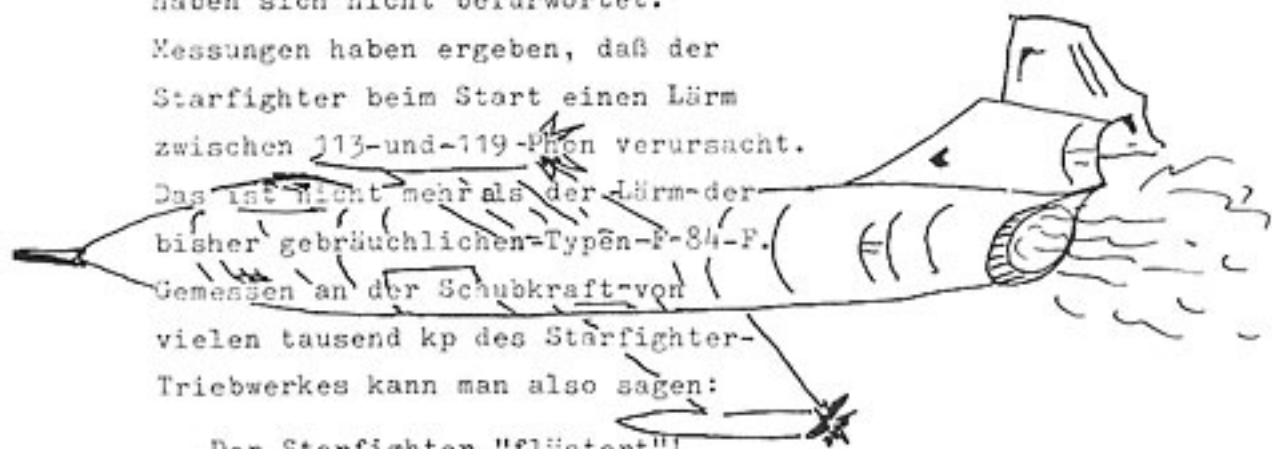 haben sich nicht befürwortet.
Messungen haben ergeben, daß der
Starfighter beim Start einen Lärm
zwischen 113-und-119-Phon verursacht.
Das ist nicht mehr als der Lärm-der
bisher gebräuchlichen-Typen-F-84-F.
Gemessen an der Schubkraft-von
vielen tausend kp des Starfighter-
Triebwerkes kann man also sagen:
Der Starfighter "flüstert"!